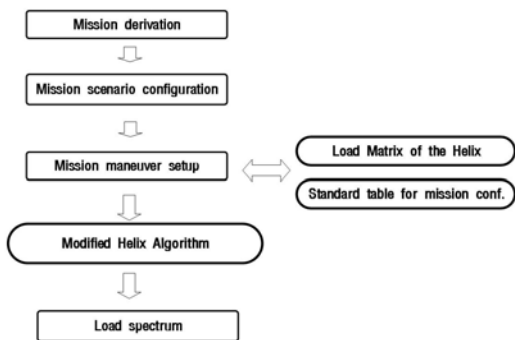 Mission derivation
Mission scenario configuration
Mission maneuver setup
Load Matrix of the Helix
Standard table for mission conf.
Modified Helix Algorithm
Load spectrum